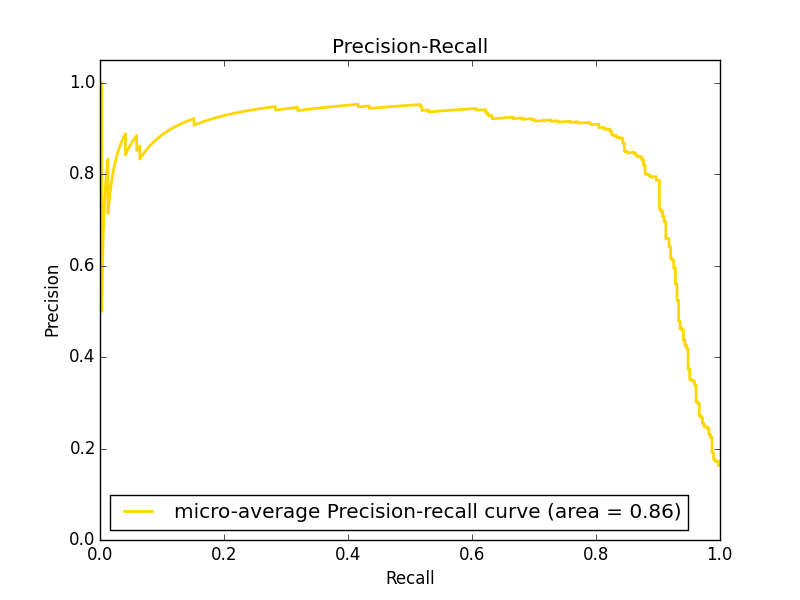 Precision-Recall
1.0
0.8
0.6
0.4
0.2
0.0
Precision
micro-average Precision-recall curve (area = 0.86)
0.0 0.2 0.4 0.6 0.8 1.0
Recall